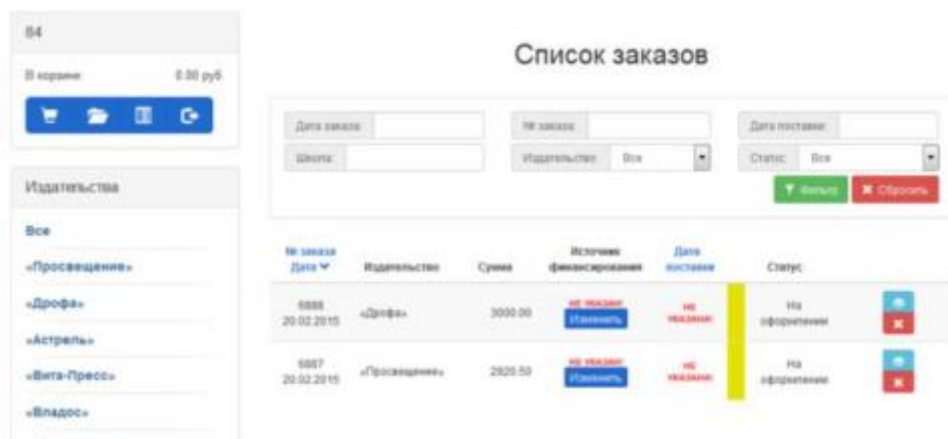 84
В корзине 0.00 руб
Издательства
Все
«Просвещение»
«Дрофа»
«Астрель»
«Вита-Пресс»
«Владос»
Список заказов
Дата заказа: № заказа: Дата поставки:
Школа: Издательство: Все Статус: Все
Фильтр Сбросить
№ заказа
Дата Издательство Сумма Источник финансирования Дата поставки Статус
6888
20.02.2015 «Дрофа» 3000.00 НЕ УКАЗАН! Изменить НЕ УКАЗАНА! На оформлении
6887
20.02.2015 «Просвещение» 2920.50 НЕ УКАЗАН! Изменить НЕ УКАЗАНА! На оформлении